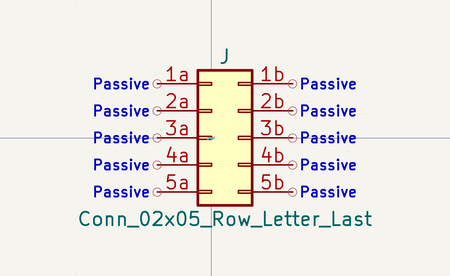 J
Passive 1a 1b Passive
Passive 2a 2b Passive
Passive 3a 3b Passive
Passive 4a 4b Passive
Passive 5a 5b Passive
Conn_02x05_Row_Letter_Last